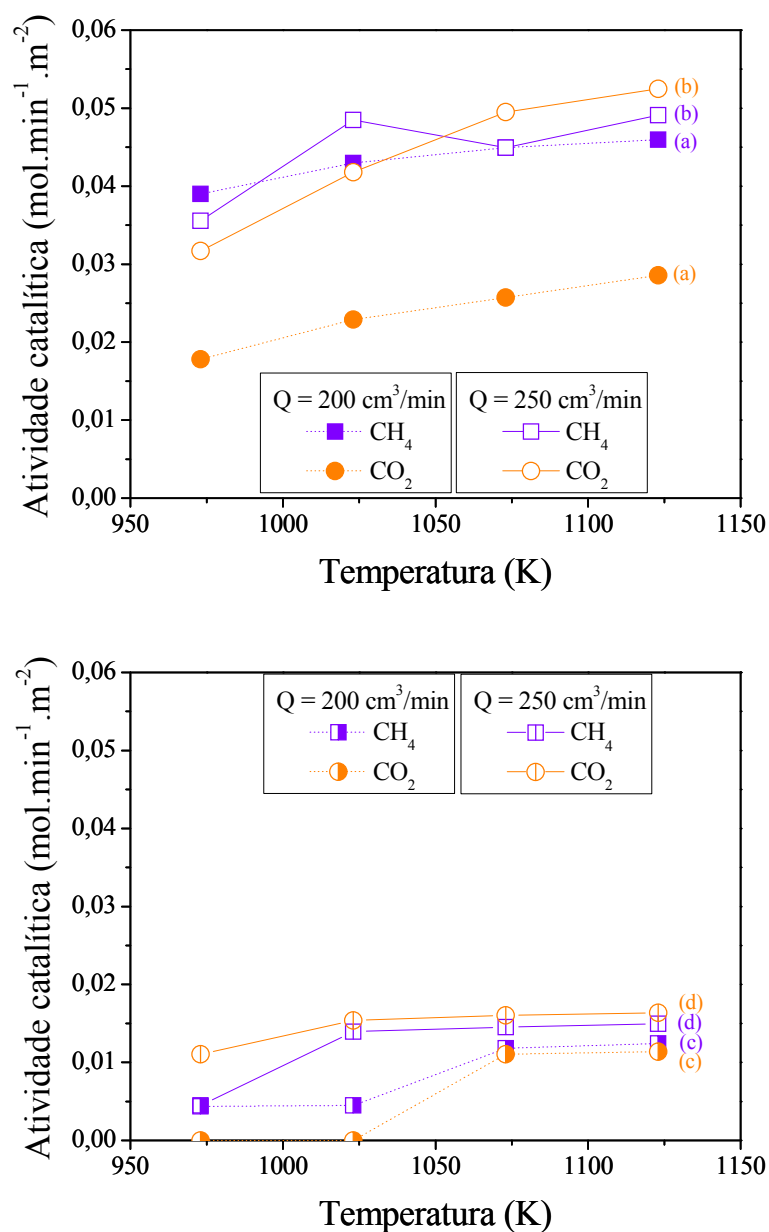 0,06
0,05
0,04
0,03
0,02
0,01
0,00
Atividade catalítica (mol.min⁻¹.m⁻²)
(b)
(b)
(a)
(a)
Q = 200 cm³/min
CH₄
CO₂
Q = 250 cm³/min
CH₄
CO₂
950 1000 1050 1100 1150
Temperatura (K)
0,06
0,05
0,04
0,03
0,02
0,01
0,00
Atividade catalítica (mol.min⁻¹.m⁻²)
Q = 200 cm³/min
CH₄
CO₂
Q = 250 cm³/min
CH₄
CO₂
(d)
(d)
(c)
(c)
950 1000 1050 1100 1150
Temperatura (K)